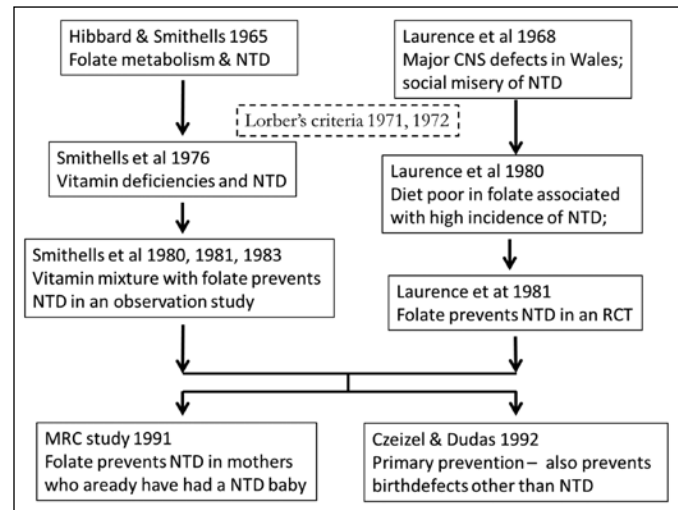 Hibbard & Smithells 1965
Folate metabolism & NTD
Laurence et al 1968
Major CNS defects in Wales;
social misery of NTD
Lorber's criteria 1971, 1972
Smithells et al 1976
Vitamin deficiencies and NTD
Laurence et al 1980
Diet poor in folate associated
with high incidence of NTD;
Smithells et al 1980, 1981, 1983
Vitamin mixture with folate prevents
NTD in an observation study
Laurence et at 1981
Folate prevents NTD in an RCT
MRC study 1991
Folate prevents NTD in mothers
who aready have had a NTD baby
Czeizel & Dudas 1992
Primary prevention – also prevents
birthdefects other than NTD